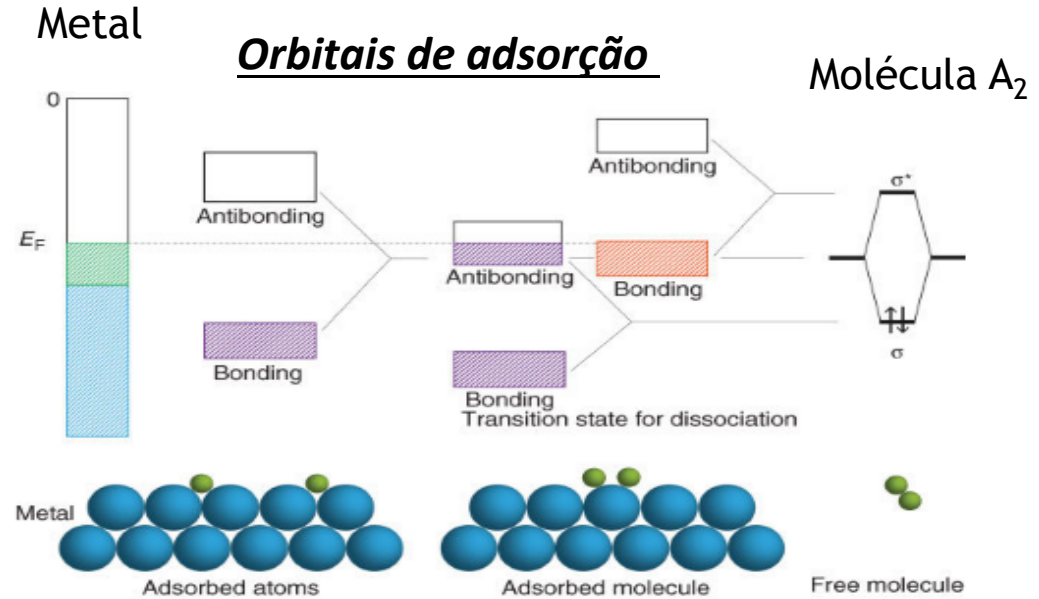 Metal
Orbitais de adsorção
Molécula A₂
0
Antibonding
σ*
Antibonding
E_F
Antibonding
Bonding
Bonding
σ
Bonding
Transition state for dissociation
Metal
Adsorbed atoms
Adsorbed molecule
Free molecule